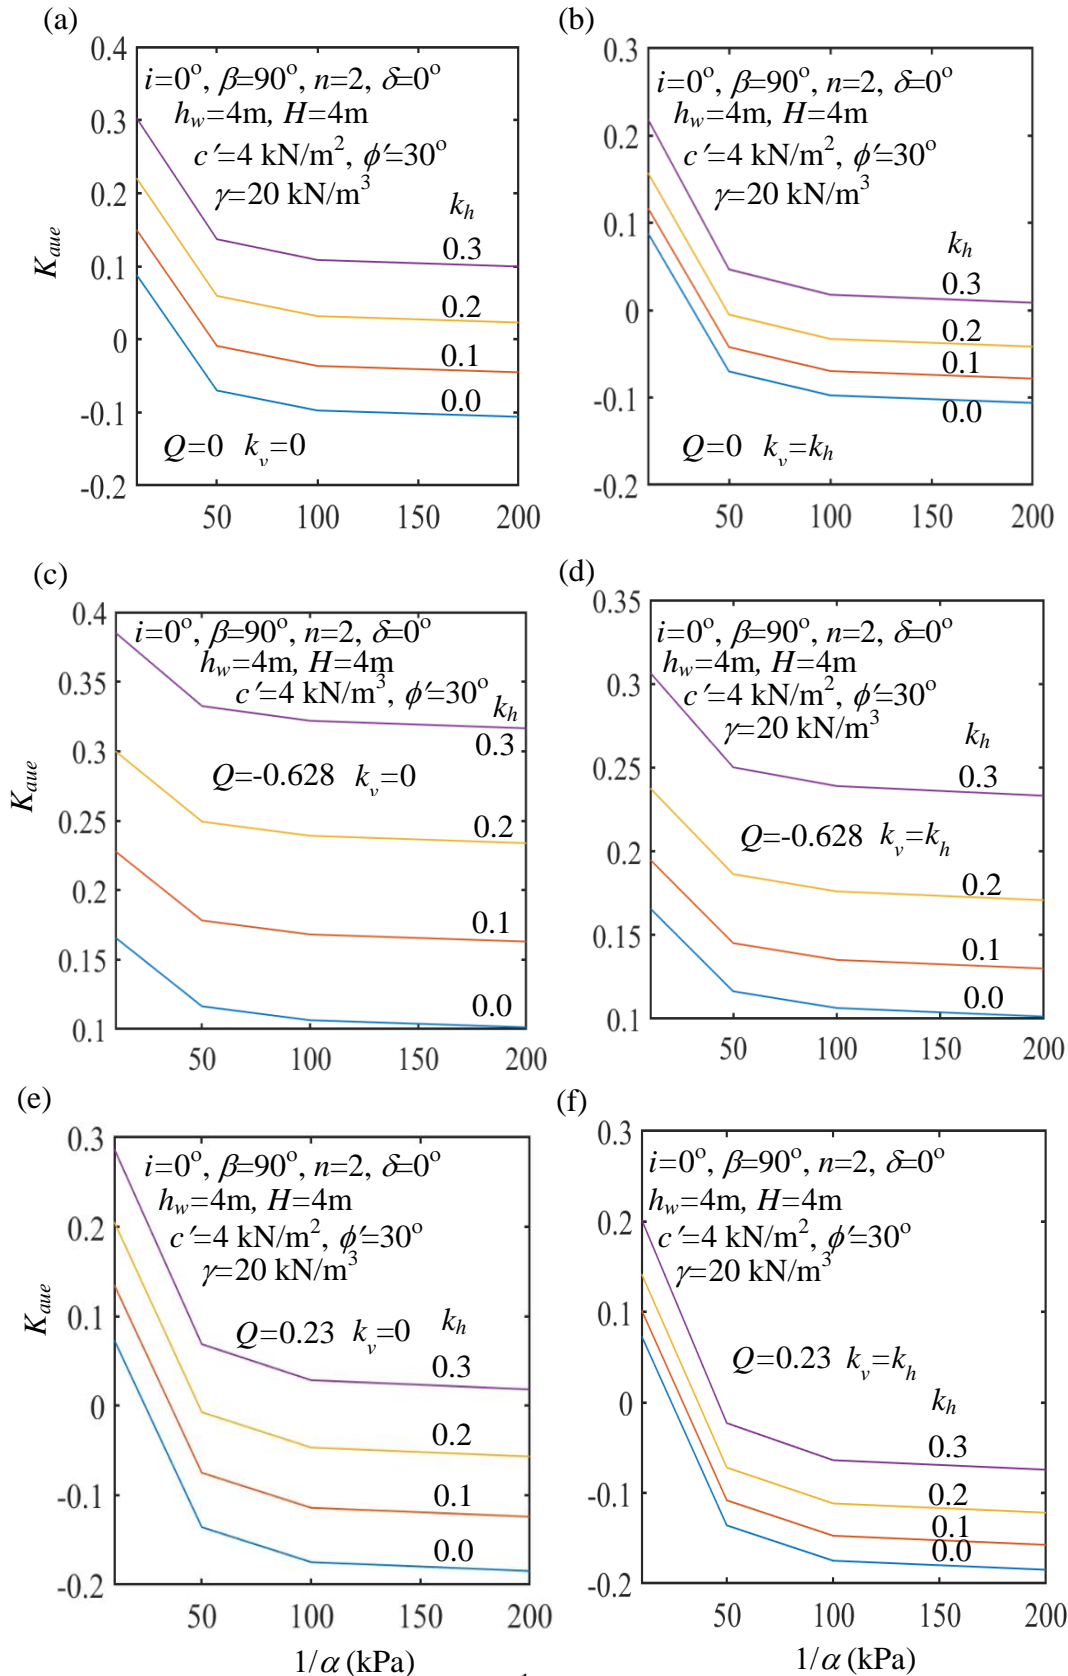 (a)
0.4
0.3
0.2
0.1
0
-0.1
-0.2
K_aue
i=0°, β=90°, n=2, δ=0°
h_w=4m, H=4m
c′=4 kN/m², ϕ′=30°
γ=20 kN/m³
k_h
0.3
0.2
0.1
0.0
Q=0 k_v=0
50 100 150 200
(b)
0.3
0.2
0.1
0
-0.1
-0.2
i=0°, β=90°, n=2, δ=0°
h_w=4m, H=4m
c′=4 kN/m², ϕ′=30°
γ=20 kN/m³
k_h
0.3
0.2
0.1
0.0
Q=0 k_v=k_h
50 100 150 200
(c)
0.4
0.35
0.3
0.25
0.2
0.15
0.1
K_aue
i=0°, β=90°, n=2, δ=0°
h_w=4m, H=4m
c′=4 kN/m³, ϕ′=30°
k_h
0.3
Q=-0.628 k_v=0
0.2
0.1
0.0
50 100 150 200
(d)
0.35
0.3
0.25
0.2
0.15
0.1
i=0°, β=90°, n=2, δ=0°
h_w=4m, H=4m
c′=4 kN/m², ϕ′=30°
γ=20 kN/m³
k_h
0.3
Q=-0.628 k_v=k_h
0.2
0.1
0.0
50 100 150 200
(e)
0.3
0.2
0.1
0
-0.1
-0.2
K_aue
i=0°, β=90°, n=2, δ=0°
h_w=4m, H=4m
c′=4 kN/m², ϕ′=30°
γ=20 kN/m³
k_h
Q=0.23 k_v=0
0.3
0.2
0.1
0.0
50 100 150 200
1/α (kPa)
(f)
0.3
0.2
0.1
0
-0.1
-0.2
i=0°, β=90°, n=2, δ=0°
h_w=4m, H=4m
c′=4 kN/m², ϕ′=30°
γ=20 kN/m³
Q=0.23 k_v=k_h
k_h
0.3
0.2
0.1
0.0
50 100 150 200
1/α (kPa)